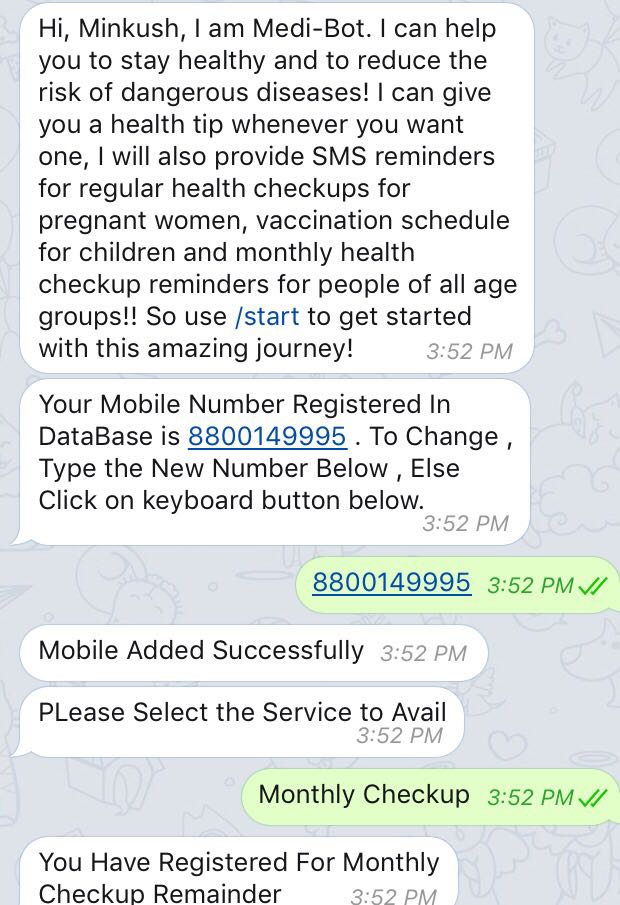 Hi, Minkush, I am Medi-Bot. I can help
you to stay healthy and to reduce the
risk of dangerous diseases! I can give
you a health tip whenever you want
one, I will also provide SMS reminders
for regular health checkups for
pregnant women, vaccination schedule
for children and monthly health
checkup reminders for people of all age
groups!! So use /start to get started
with this amazing journey! 3:52 PM
Your Mobile Number Registered In
DataBase is 8800149995 . To Change ,
Type the New Number Below , Else
Click on keyboard button below.
3:52 PM
8800149995 3:52 PM
Mobile Added Successfully 3:52 PM
PLease Select the Service to Avail
3:52 PM
Monthly Checkup 3:52 PM
You Have Registered For Monthly
Checkup Remainder 3:52 PM